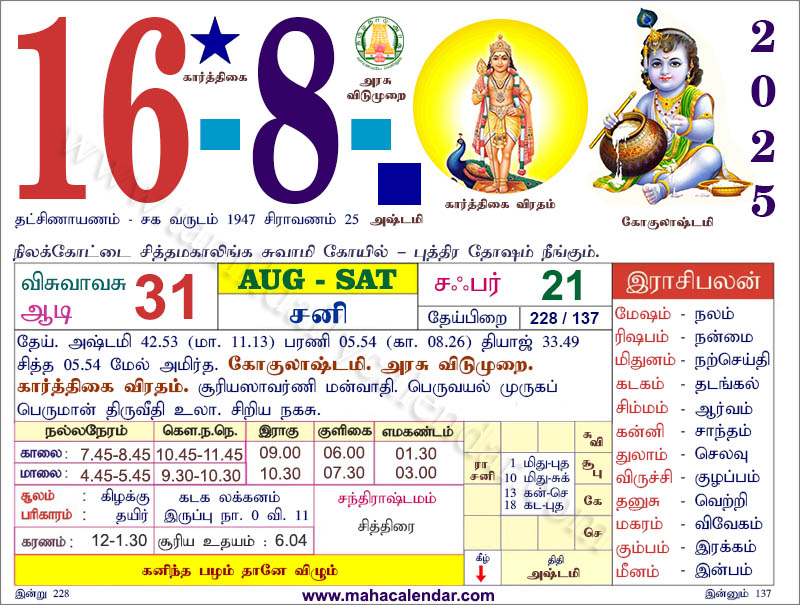 16 - 8 -
2025
கார்த்திகை
அரசு
விடுமுறை
கார்த்திகை விரதம்
கோகுலாஷ்டமி
தட்சிணாயணம் - சக வருடம் 1947 சிராவணம் 25 அஷ்டமி
நிலக்கோட்டை சித்தமகாலிங்க சுவாமி கோயில் – புத்திர தோஷம் நீங்கும்.
விசுவாவசு
ஆடி 31
AUG - SAT
சனி
சஃபர் 21
தேய்பிறை 228 / 137
தேய். அஷ்டமி 42.53 (மா. 11.13) பரணி 05.54 (கா. 08.26) தியாஜ் 33.49
சித்த 05.54 மேல் அமிர்த. கோகுலாஷ்டமி. அரசு விடுமுறை.
கார்த்திகை விரதம். சூரியஸாவர்ணி மன்வாதி. பெருவயல் முருகப்
பெருமான் திருவீதி உலா. சிறிய நகசு.
இராசிபலன்
மேஷம் - நலம்
ரிஷபம் - நன்மை
மிதுனம் - நற்செய்தி
கடகம் - தடங்கல்
சிம்மம் - ஆர்வம்
கன்னி - சாந்தம்
துலாம் - செலவு
விருச்சி - குழப்பம்
தனுசு - வெற்றி
மகரம் - விவேகம்
கும்பம் - இரக்கம்
மீனம் - இன்பம்
நல்லநேரம் கௌ.ந.நெ. இராகு குளிகை எமகண்டம்
காலை: 7.45-8.45 10.45-11.45 09.00 06.00 01.30
மாலை: 4.45-5.45 9.30-10.30 10.30 07.30 03.00
சூலம் : கிழக்கு கடக லக்கனம்
பரிகாரம் : தயிர் இருப்பு நா. 0 வி. 11
சந்திராஷ்டமம்
சித்திரை
கரணம்: 12-1.30 சூரிய உதயம் : 6.04
சு
வி
ரா
சனி
1 மிது-புத
10 மிது-சுக்
13 கன்-செ
18 கட-புத
சூ
பு
கே
செ
கனிந்த பழம் தானே விழும்
கீழ்
திதி
அஷ்டமி
இன்று 228
www.mahacalendar.com
இன்னும் 137